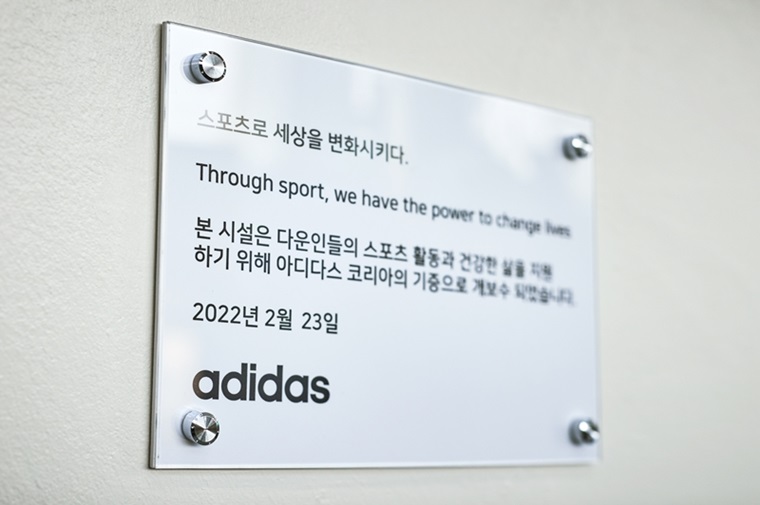 스포츠로 세상을 변화시키다.
Through sport, we have the power to change lives
본 시설은 다운인들의 스포츠 활동과 건강한 삶을 지원
하기 위해 아디다스 코리아의 기증으로 개보수 되었습니다.
2022년 2월 23일
adidas